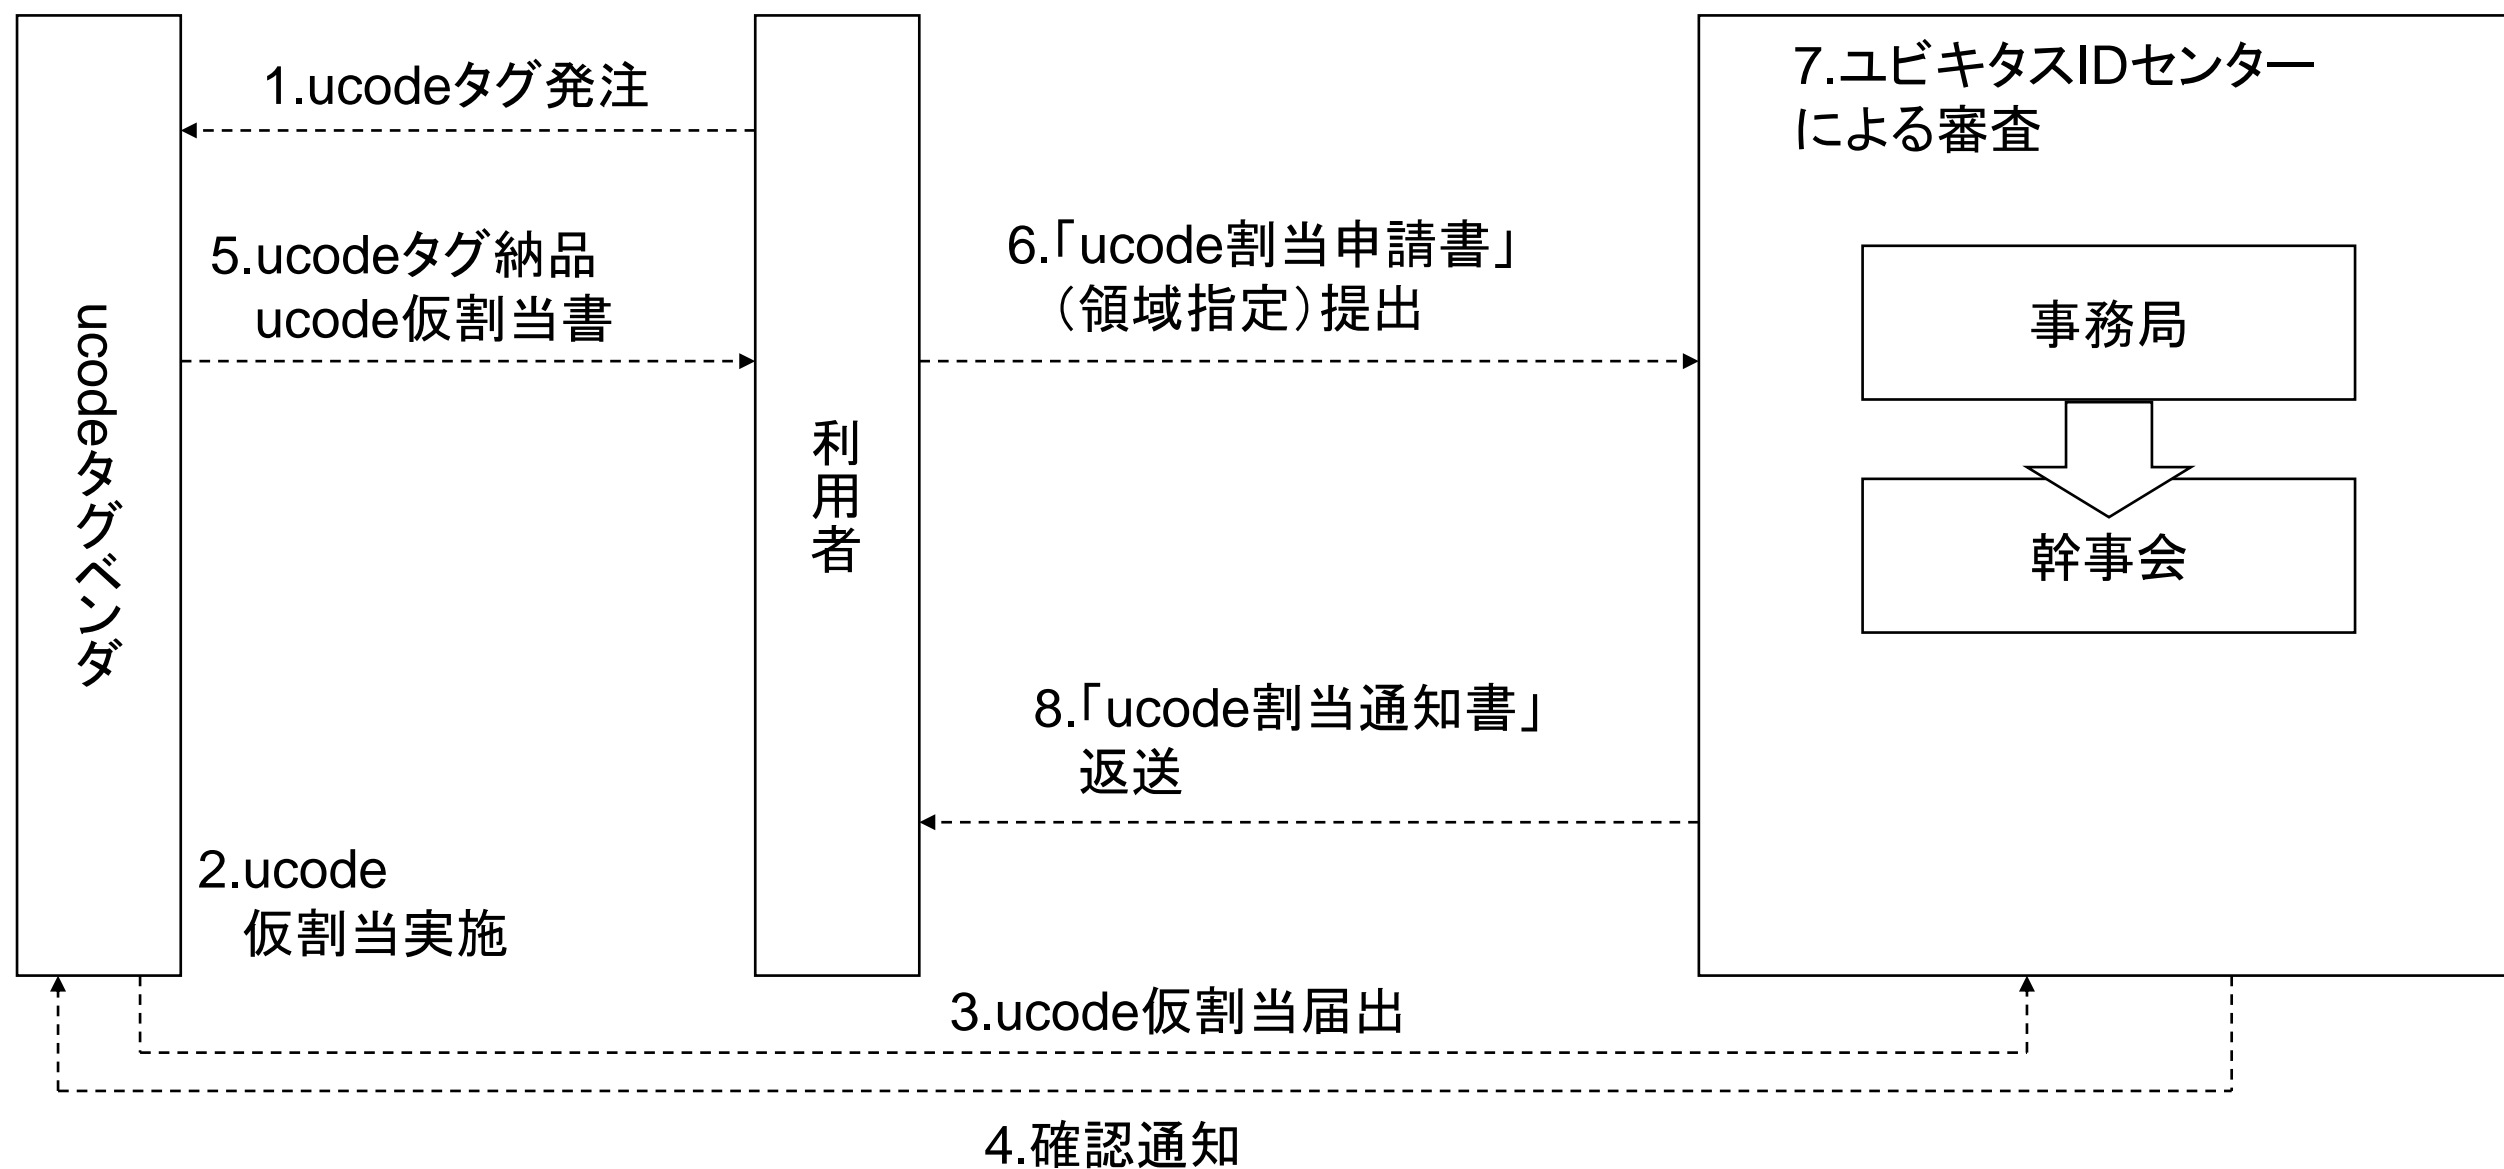 1.ucodeタグ発注
7.ユビキタスIDセンター
による審査
5.ucodeタグ納品
ucode仮割当書
6.「ucode割当申請書」
(領域指定)提出
事務局
ucodeタグベンダ
利用者
幹事会
8.「ucode割当通知書」
返送
2.ucode
仮割当実施
3.ucode仮割当届出
4.確認通知